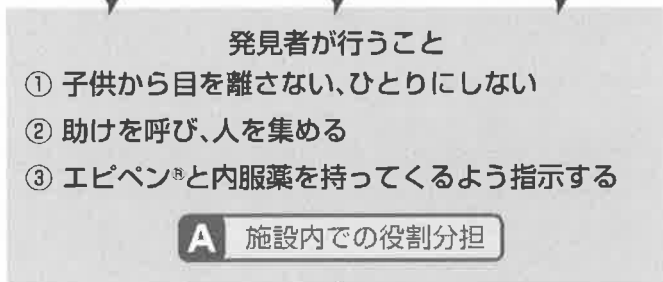 発見者が行うこと
① 子供から目を離さない、ひとりにしない
② 助けを呼び、人を集める
③ エピペン®と内服薬を持ってくるよう指示する
A 施設内での役割分担